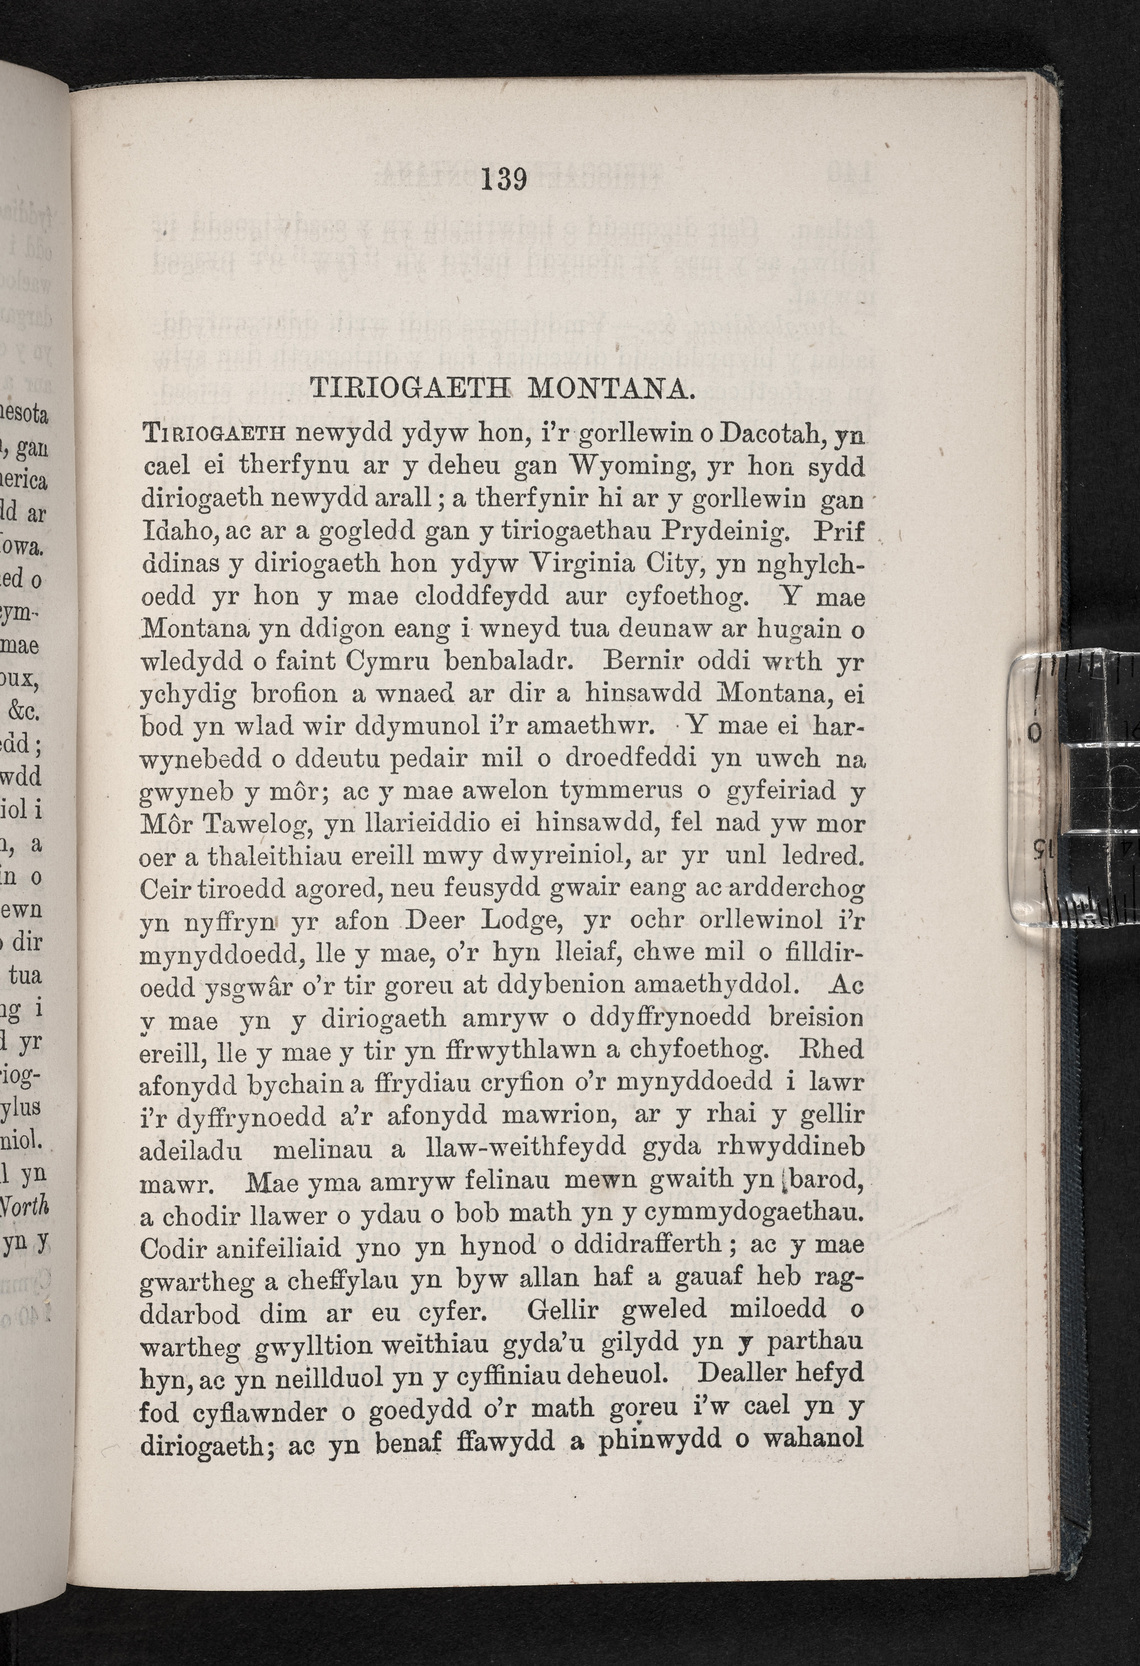 139
TIRIOGAETH MONTANA.
TIRIOGAETH newydd ydyw hon, i'r gorllewin o Dacotah, yn
cael ei therfynu ar y deheu gan Wyoming, yr hon sydd
diriogaeth newydd arall; a therfynir hi ar y gorllewin gan
Idaho, ac ar a gogledd gan y tiriogaethau Prydeinig. Prif
ddinas y diriogaeth hon ydyw Virginia City, yn nghylch-
oedd yr hon y mae cloddfeydd aur cyfoethog. Y mae
Montana yn ddigon eang i wneyd tua deunaw ar hugain o
wledydd o faint Cymru benbaladr. Bernir oddi wrth yr
ychydig brofion a wnaed ar dir a hinsawdd Montana, ei
bod yn wlad wir ddymunol i'r amaethwr. Y mae ei har-
wynebedd o ddeutu pedair mil o droedfeddi yn uwch na
gwyneb y môr; ac y mae awelon tymmerus o gyfeiriad y
Môr Tawelog, yn llarieiddio ei hinsawdd, fel nad yw mor
oer a thaleithiau ereill mwy dwyreiniol, ar yr unl ledred.
Ceir tiroedd agored, neu feusydd gwair eang ac ardderchog
yn nyffryn yr afon Deer Lodge, yr ochr orllewinol i'r
mynyddoedd, lle y mae, o'r hyn lleiaf, chwe mil o filldir-
oedd ysgwâr o'r tir goreu at ddybenion amaethyddol. Ac
y mae yn y diriogaeth amryw o ddyffrynoedd breision
ereill, lle y mae y tir yn ffrwythlawn a chyfoethog. Rhed
afonydd bychain a ffrydiau cryfion o'r mynyddoedd i lawr
i'r dyffrynoedd a'r afonydd mawrion, ar y rhai y gellir
adeiladu melinau a llaw-weithfeydd gyda rhwyddineb
mawr. Mae yma amryw felinau mewn gwaith yn barod,
a chodir llawer o ydau o bob math yn y cymmydogaethau.
Codir anifeiliaid yno yn hynod o ddidrafferth; ac y mae
gwartheg a cheffylau yn byw allan haf a gauaf heb rag-
ddarbod dim ar eu cyfer. Gellir gweled miloedd o
wartheg gwylltion weithiau gyda'u gilydd yn y parthau
hyn, ac yn neillduol yn y cyffiniau deheuol. Dealler hefyd
fod cyflawnder o goedydd o'r math goreu i'w cael yn y
diriogaeth; ac yn benaf ffawydd a phinwydd o wahanol